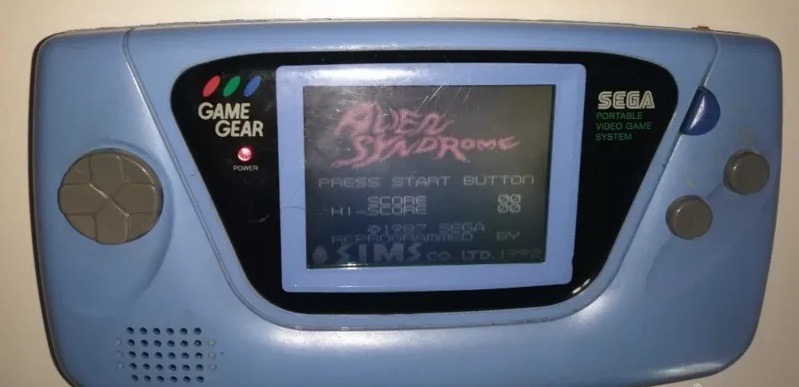 GAME
GEAR
POWER
SEGA
PORTABLE
VIDEO GAME
SYSTEM
ALIEN
SYNDROME
PRESS START BUTTON
SCORE 00
HI-SCORE 00
©1987 SEGA
REPROGRAMMED BY
SIMS CO.,LTD.